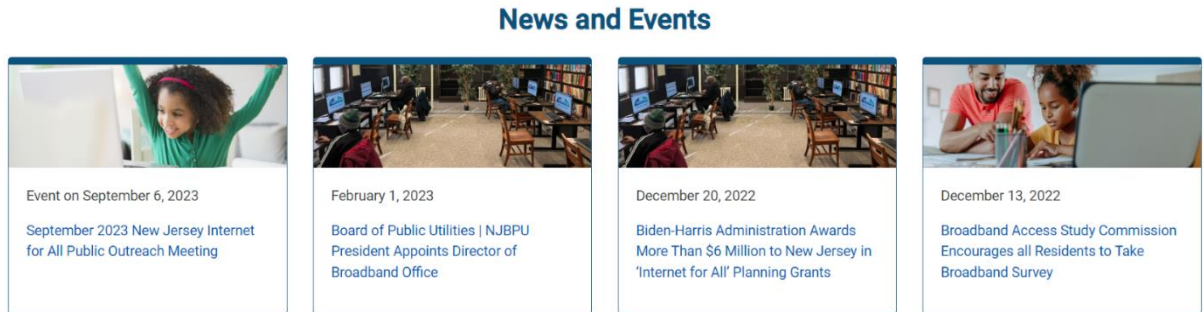 News and Events
Event on September 6, 2023
September 2023 New Jersey Internet
for All Public Outreach Meeting
February 1, 2023
Board of Public Utilities | NJBPU
President Appoints Director of
Broadband Office
December 20, 2022
Biden-Harris Administration Awards
More Than $6 Million to New Jersey in
‘Internet for All’ Planning Grants
December 13, 2022
Broadband Access Study Commission
Encourages all Residents to Take
Broadband Survey